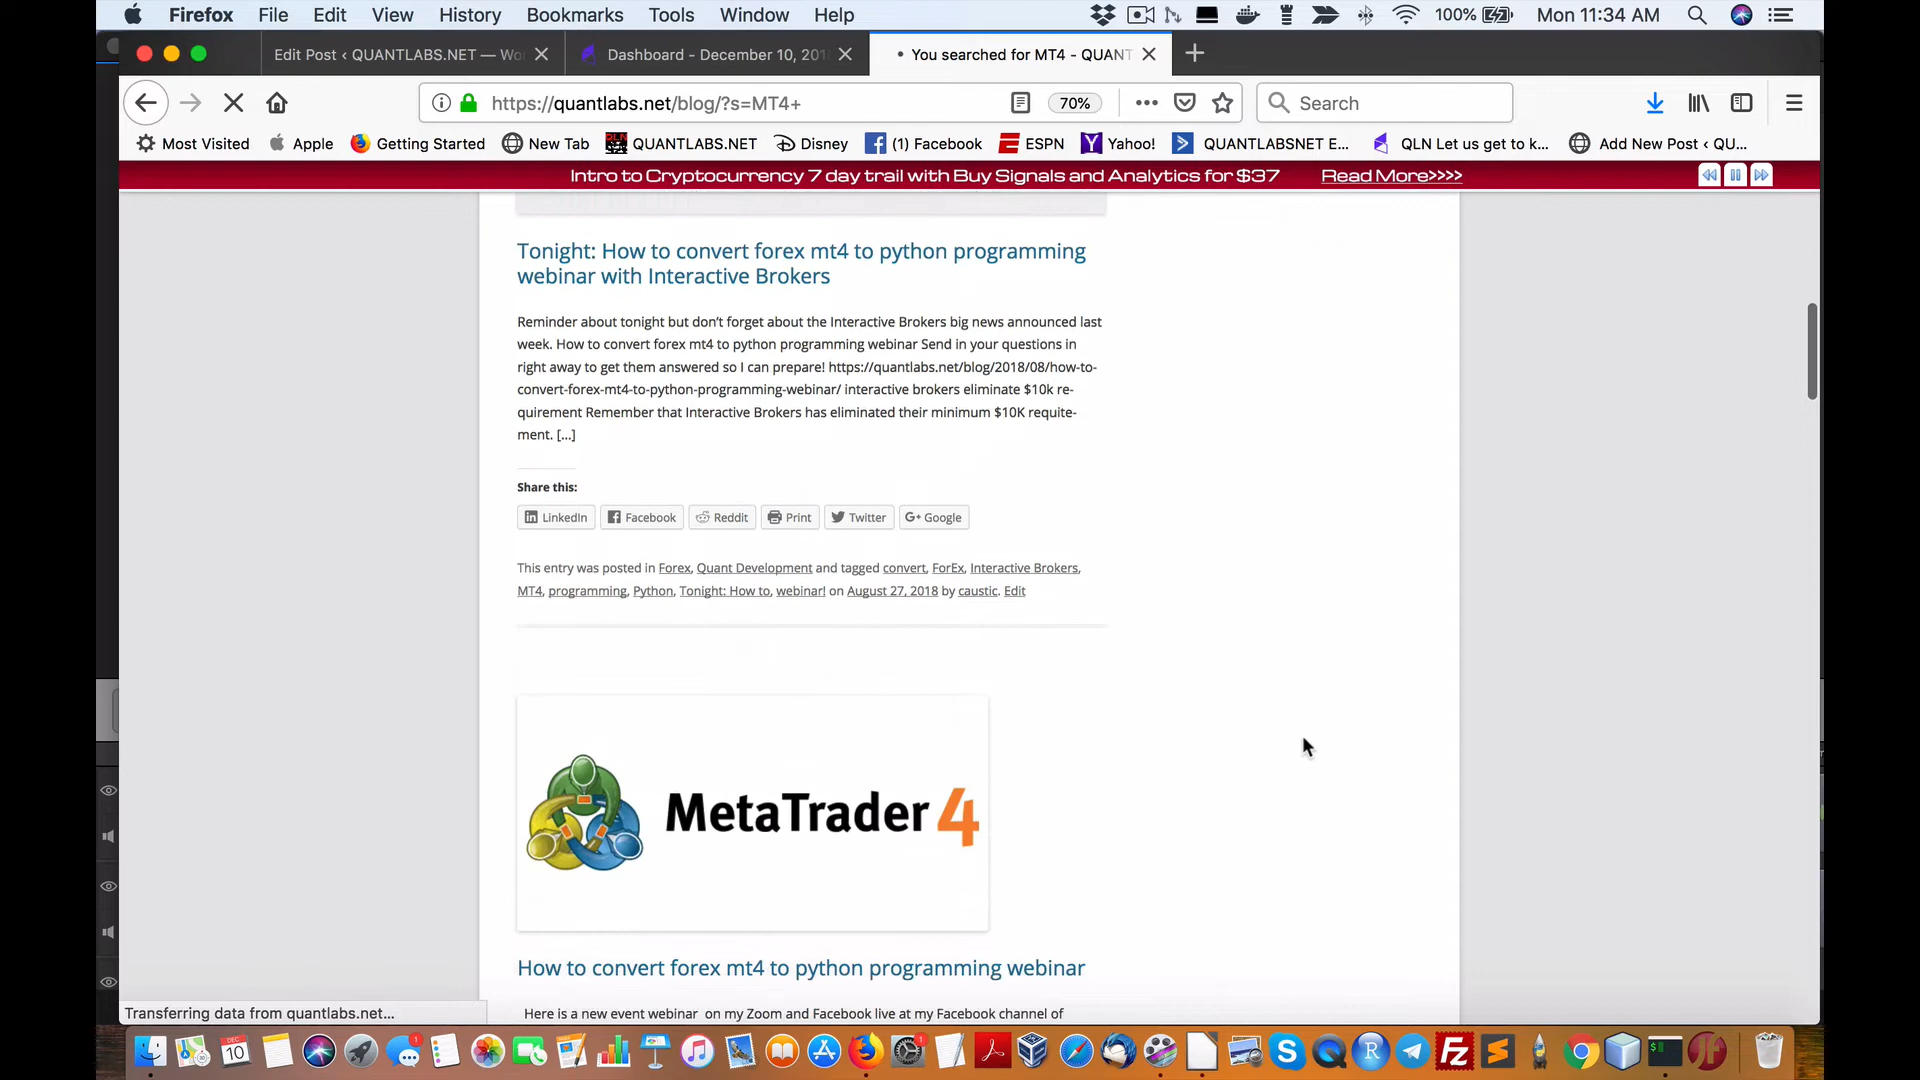 Firefox File Edit View History Bookmarks Tools Window Help 100% Mon 11:34 AM
Edit Post ‹ QUANTLABS.NET — Wo
Dashboard - December 10, 201
• You searched for MT4 - QUANT
https://quantlabs.net/blog/?s=MT4+ 70% Search
Most Visited Apple Getting Started New Tab QUANTLABS.NET Disney (1) Facebook ESPN Yahoo! QUANTLABSNET E... QLN Let us get to k... Add New Post ‹ QU...
Intro to Cryptocurrency 7 day trail with Buy Signals and Analytics for $37 Read More>>>>
Tonight: How to convert forex mt4 to python programming
webinar with Interactive Brokers
Reminder about tonight but don’t forget about the Interactive Brokers big news announced last
week. How to convert forex mt4 to python programming webinar Send in your questions in
right away to get them answered so I can prepare! https://quantlabs.net/blog/2018/08/how-to-
convert-forex-mt4-to-python-programming-webinar/ interactive brokers eliminate $10k re-
quirement Remember that Interactive Brokers has eliminated their minimum $10K requite-
ment. [...]
Share this:
LinkedIn Facebook Reddit Print Twitter G+ Google
This entry was posted in Forex, Quant Development and tagged convert, ForEx, Interactive Brokers,
MT4, programming, Python, Tonight: How to, webinar! on August 27, 2018 by caustic. Edit
MetaTrader 4
How to convert forex mt4 to python programming webinar
Here is a new event webinar on my Zoom and Facebook live at my Facebook channel of
Transferring data from quantlabs.net...